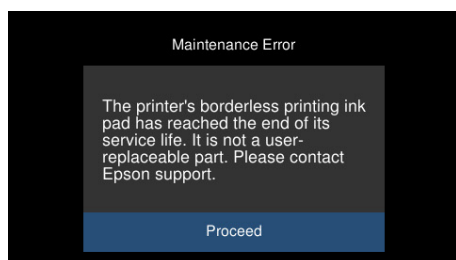 Maintenance Error
The printer's borderless printing ink
pad has reached the end of its
service life. It is not a user-
replaceable part. Please contact
Epson support.
Proceed